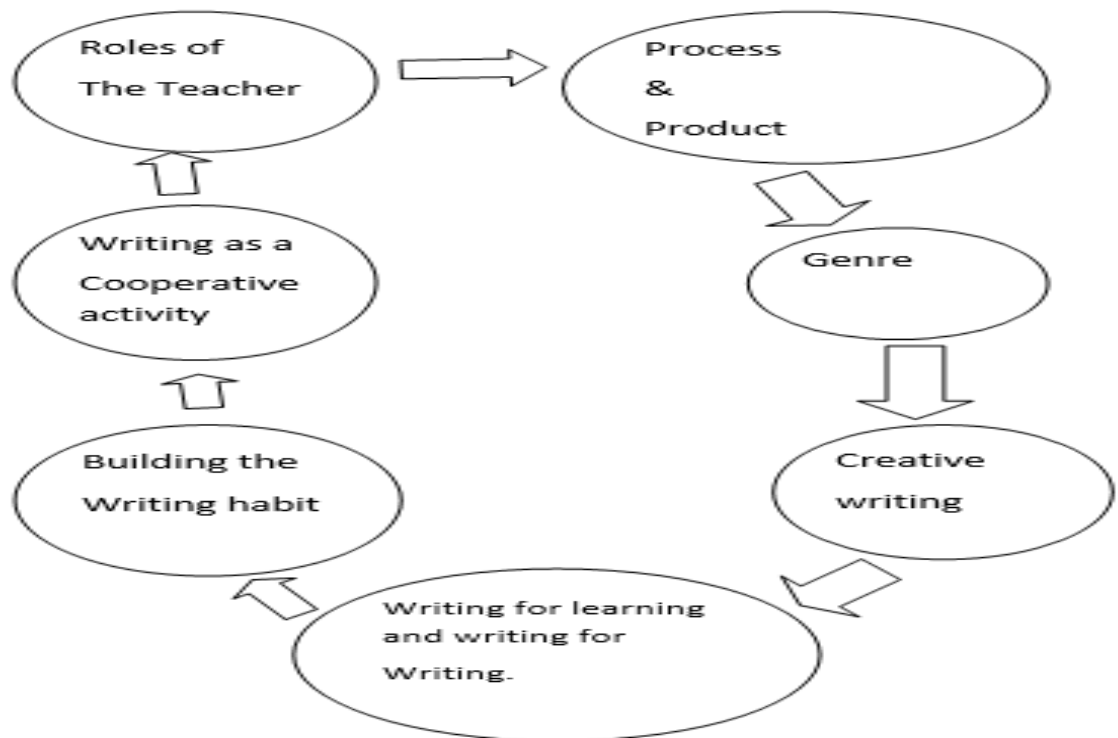 Roles of
The Teacher
Process
&
Product
Genre
Creative
writing
Writing for learning
and writing for
Writing.
Building the
Writing habit
Writing as a
Cooperative
activity